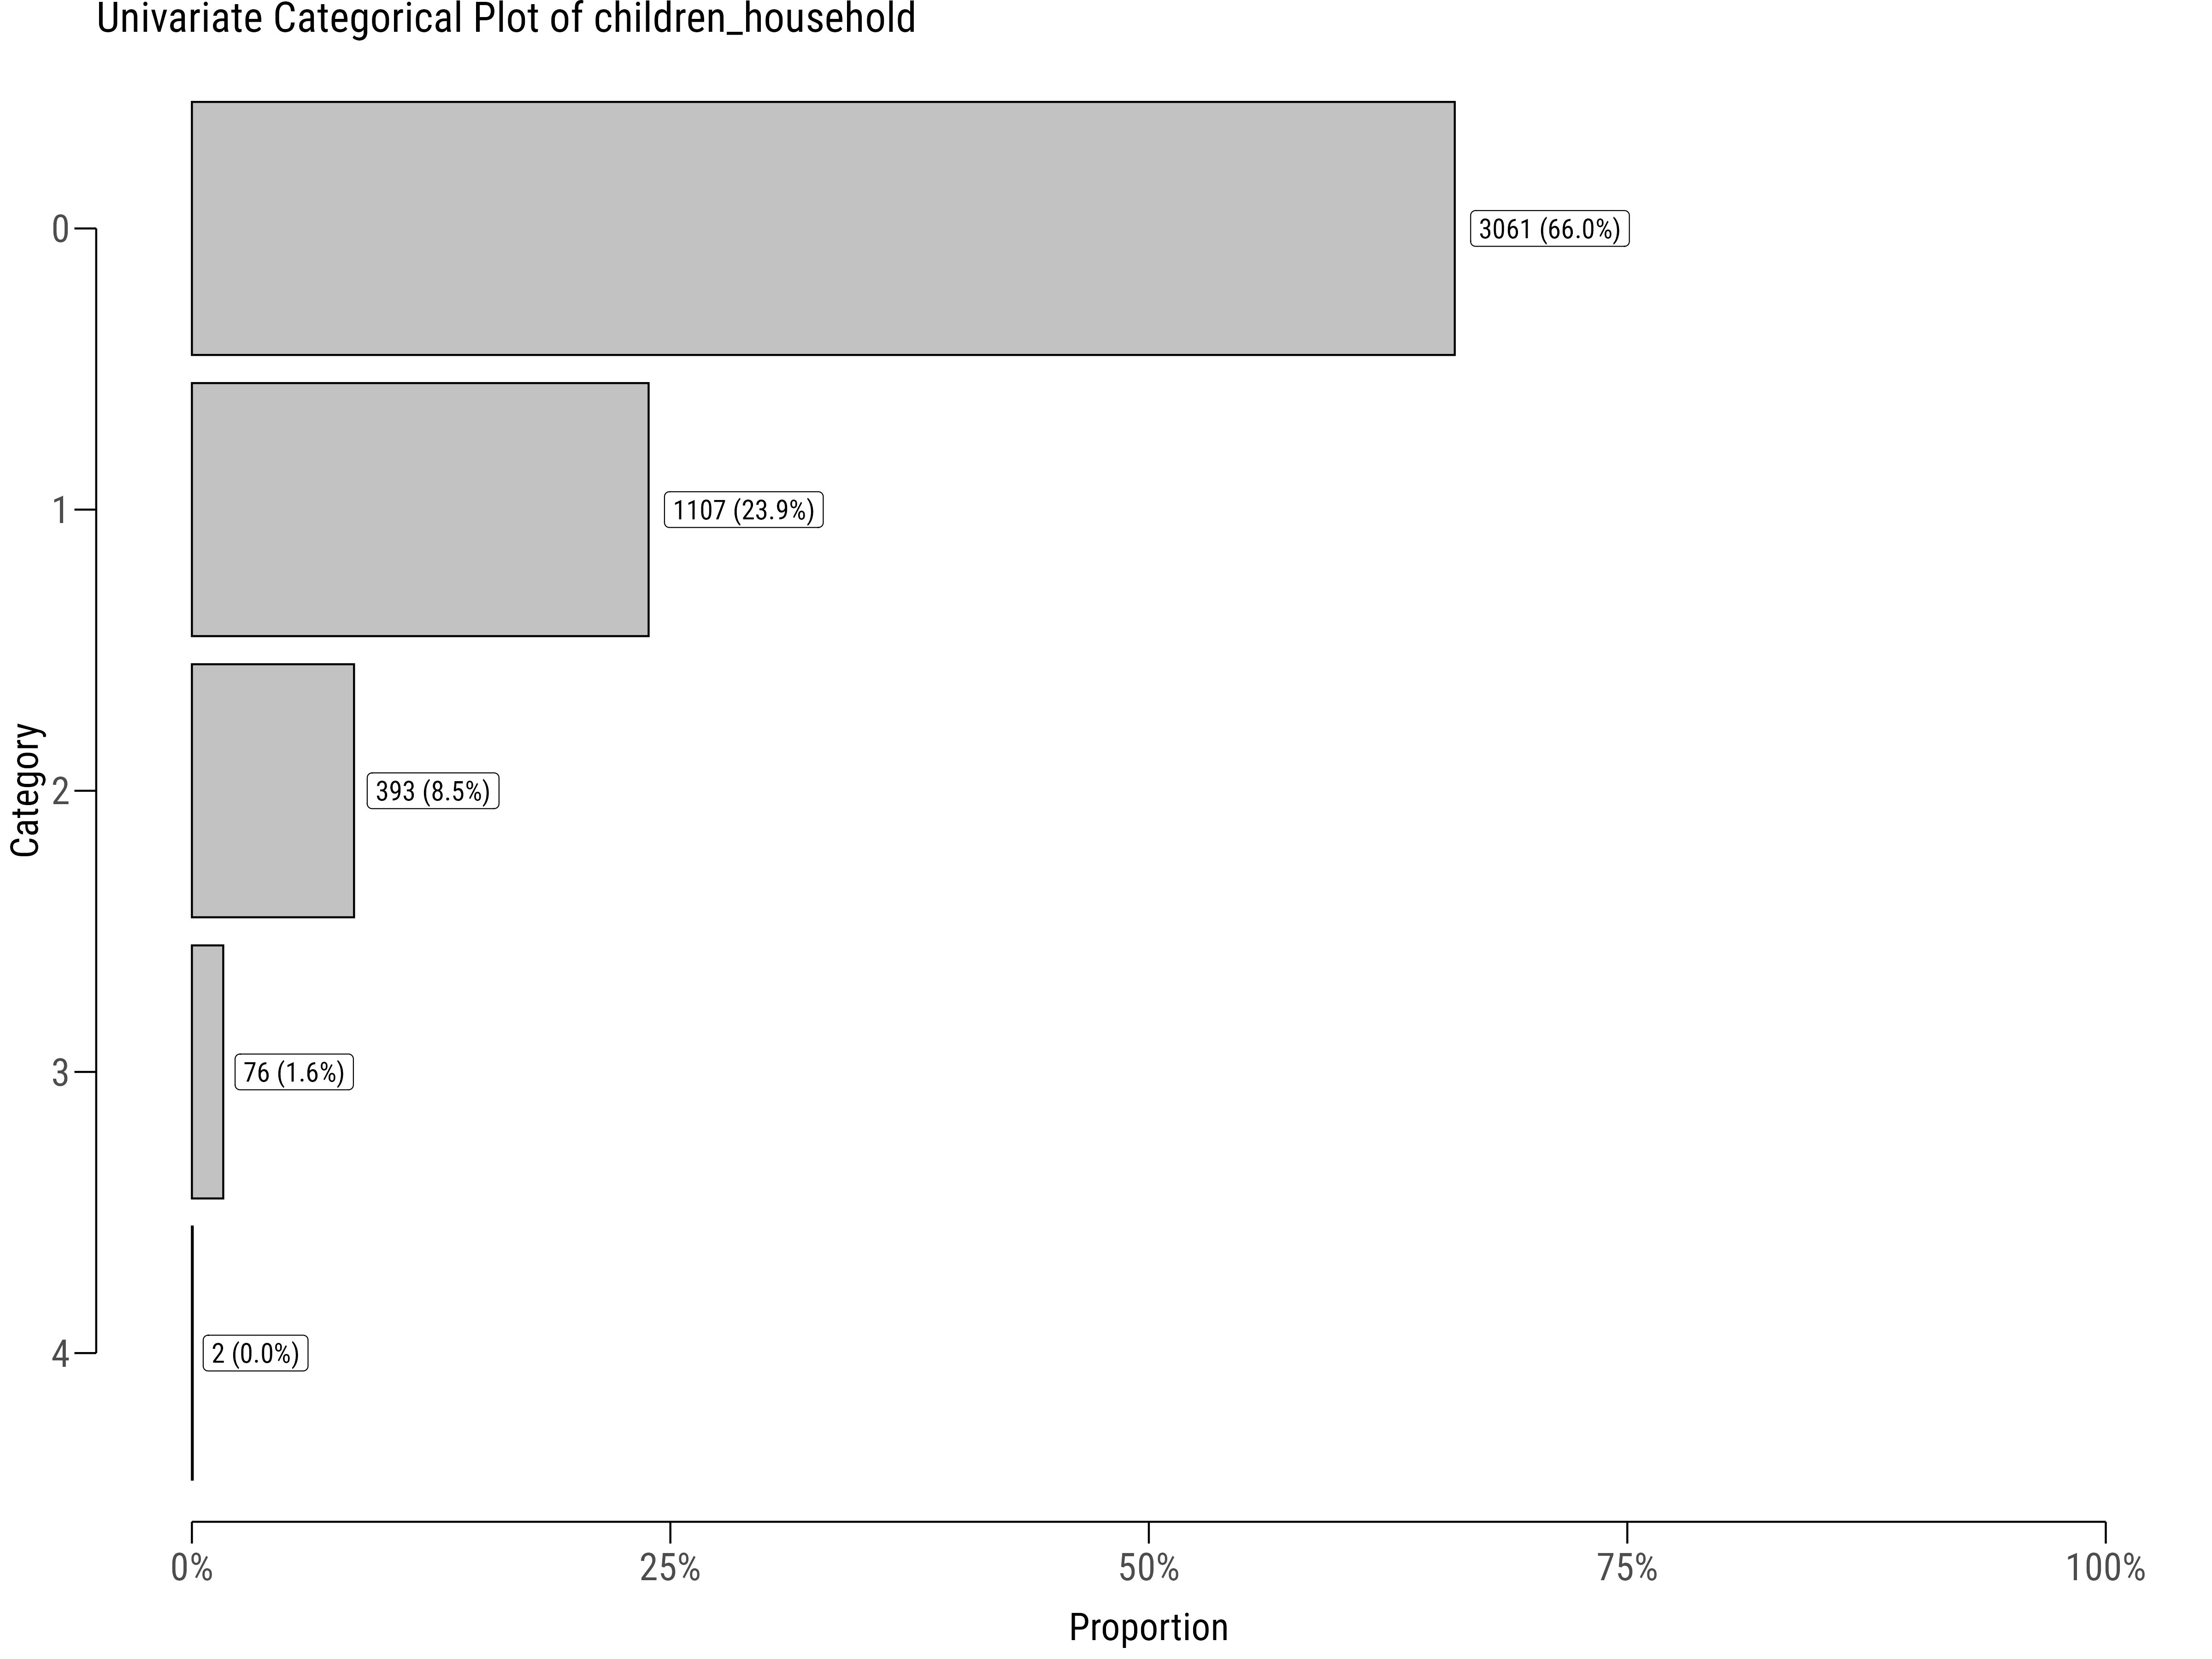 Univariate Categorical Plot of children_household
0
3061 (66.0%)
1
1107 (23.9%)
Category
2
393 (8.5%)
3
76 (1.6%)
4
2 (0.0%)
0% 25% 50% 75% 100%
Proportion